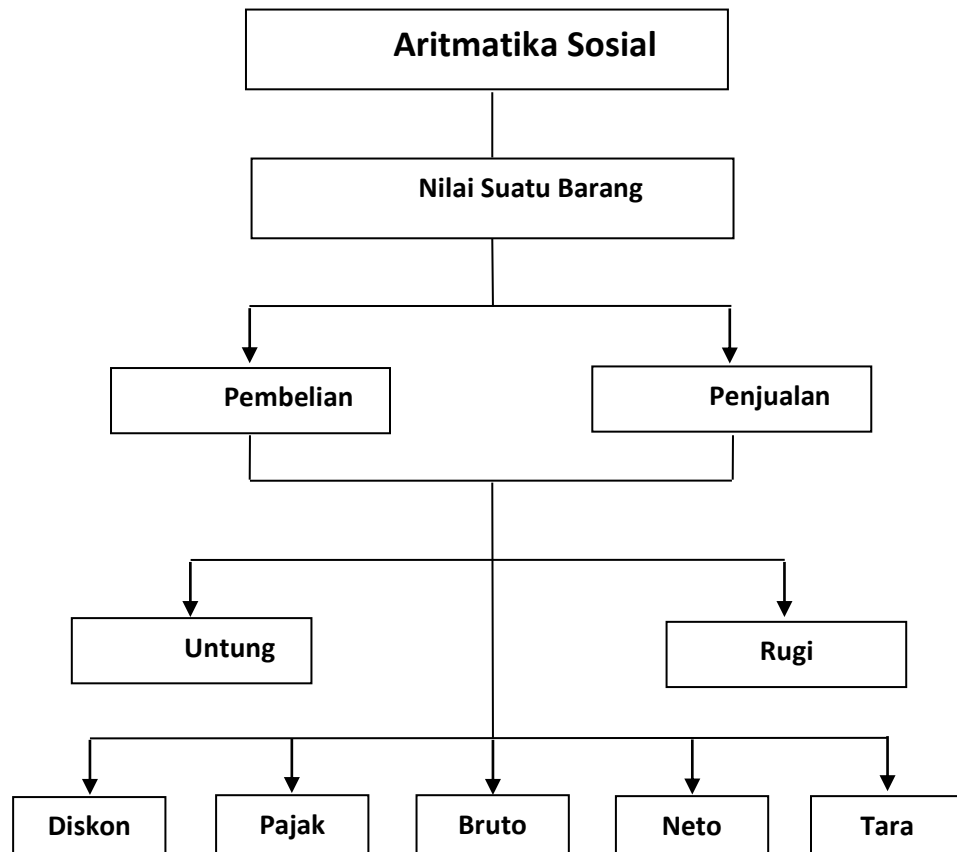 Aritmatika Sosial
Nilai Suatu Barang
Pembelian
Penjualan
Untung
Rugi
Diskon
Pajak
Bruto
Neto
Tara